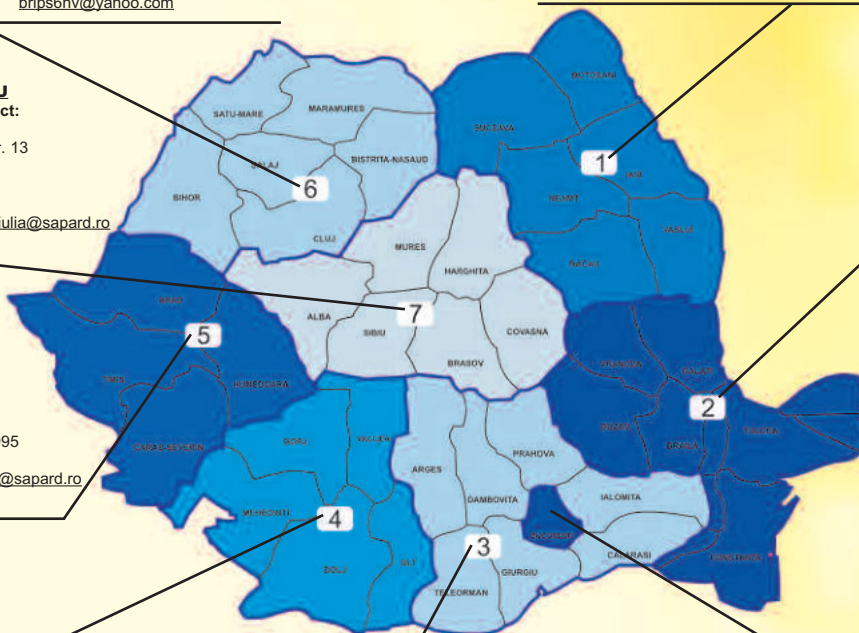 brips6nv@yahoo.com
U
ct:
r. 13
iulia@sapard.ro
995
@sapard.ro
BOTOSANI
SATU-MARE
MARAMURES
SUCEAVA
SALAJ
BISTRITA-NASAUD
1
IASI
6
BIHOR
NEAMT
CLUJ
VASLUI
MURES
BACAU
HARGHITA
ARAD
7
ALBA
5
SIBIU
COVASNA
BRASOV
VRANCEA
GALATI
TIMIS
HUNEDOARA
2
BUZAU
BRAILA
TULCEA
CARAS-SEVERIN
GORJ
VALCEA
PRAHOVA
ARGES
DAMBOVITA
IALOMITA
MEHEDINTI
4
3
CALARASI
CONSTANTA
DOLJ
OLT
GIURGIU
TELEORMAN